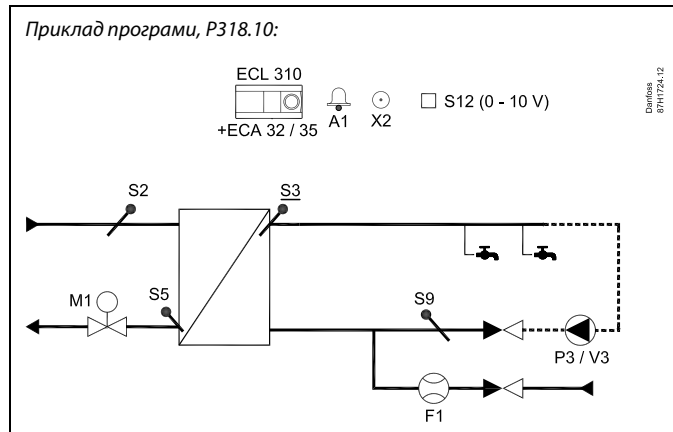 Приклад програми, P318.10:
ECL 310
+ECA 32 / 35
A1
X2
S12 (0 - 10 V)
Danfoss
87H1724.12
S2
S3
M1
S5
S9
P3 / V3
F1